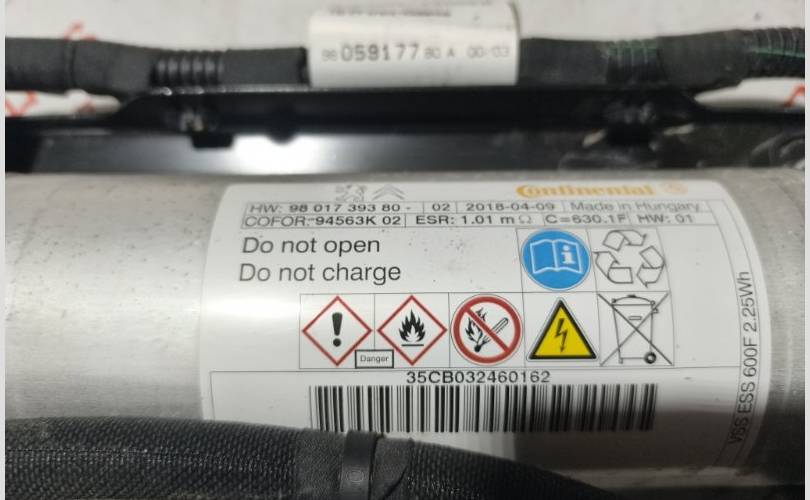 96 059177 80 A 00-03
Continental
HW: 98 017 393 80 - 02 2018-04-09 Made in Hungary
COFOR: 94563K 02 ESR: 1.01 mΩ C=630.1F HW: 01
Do not open
Do not charge
Danger
35CB032460162
VSS ESS 600F 2.25Wh